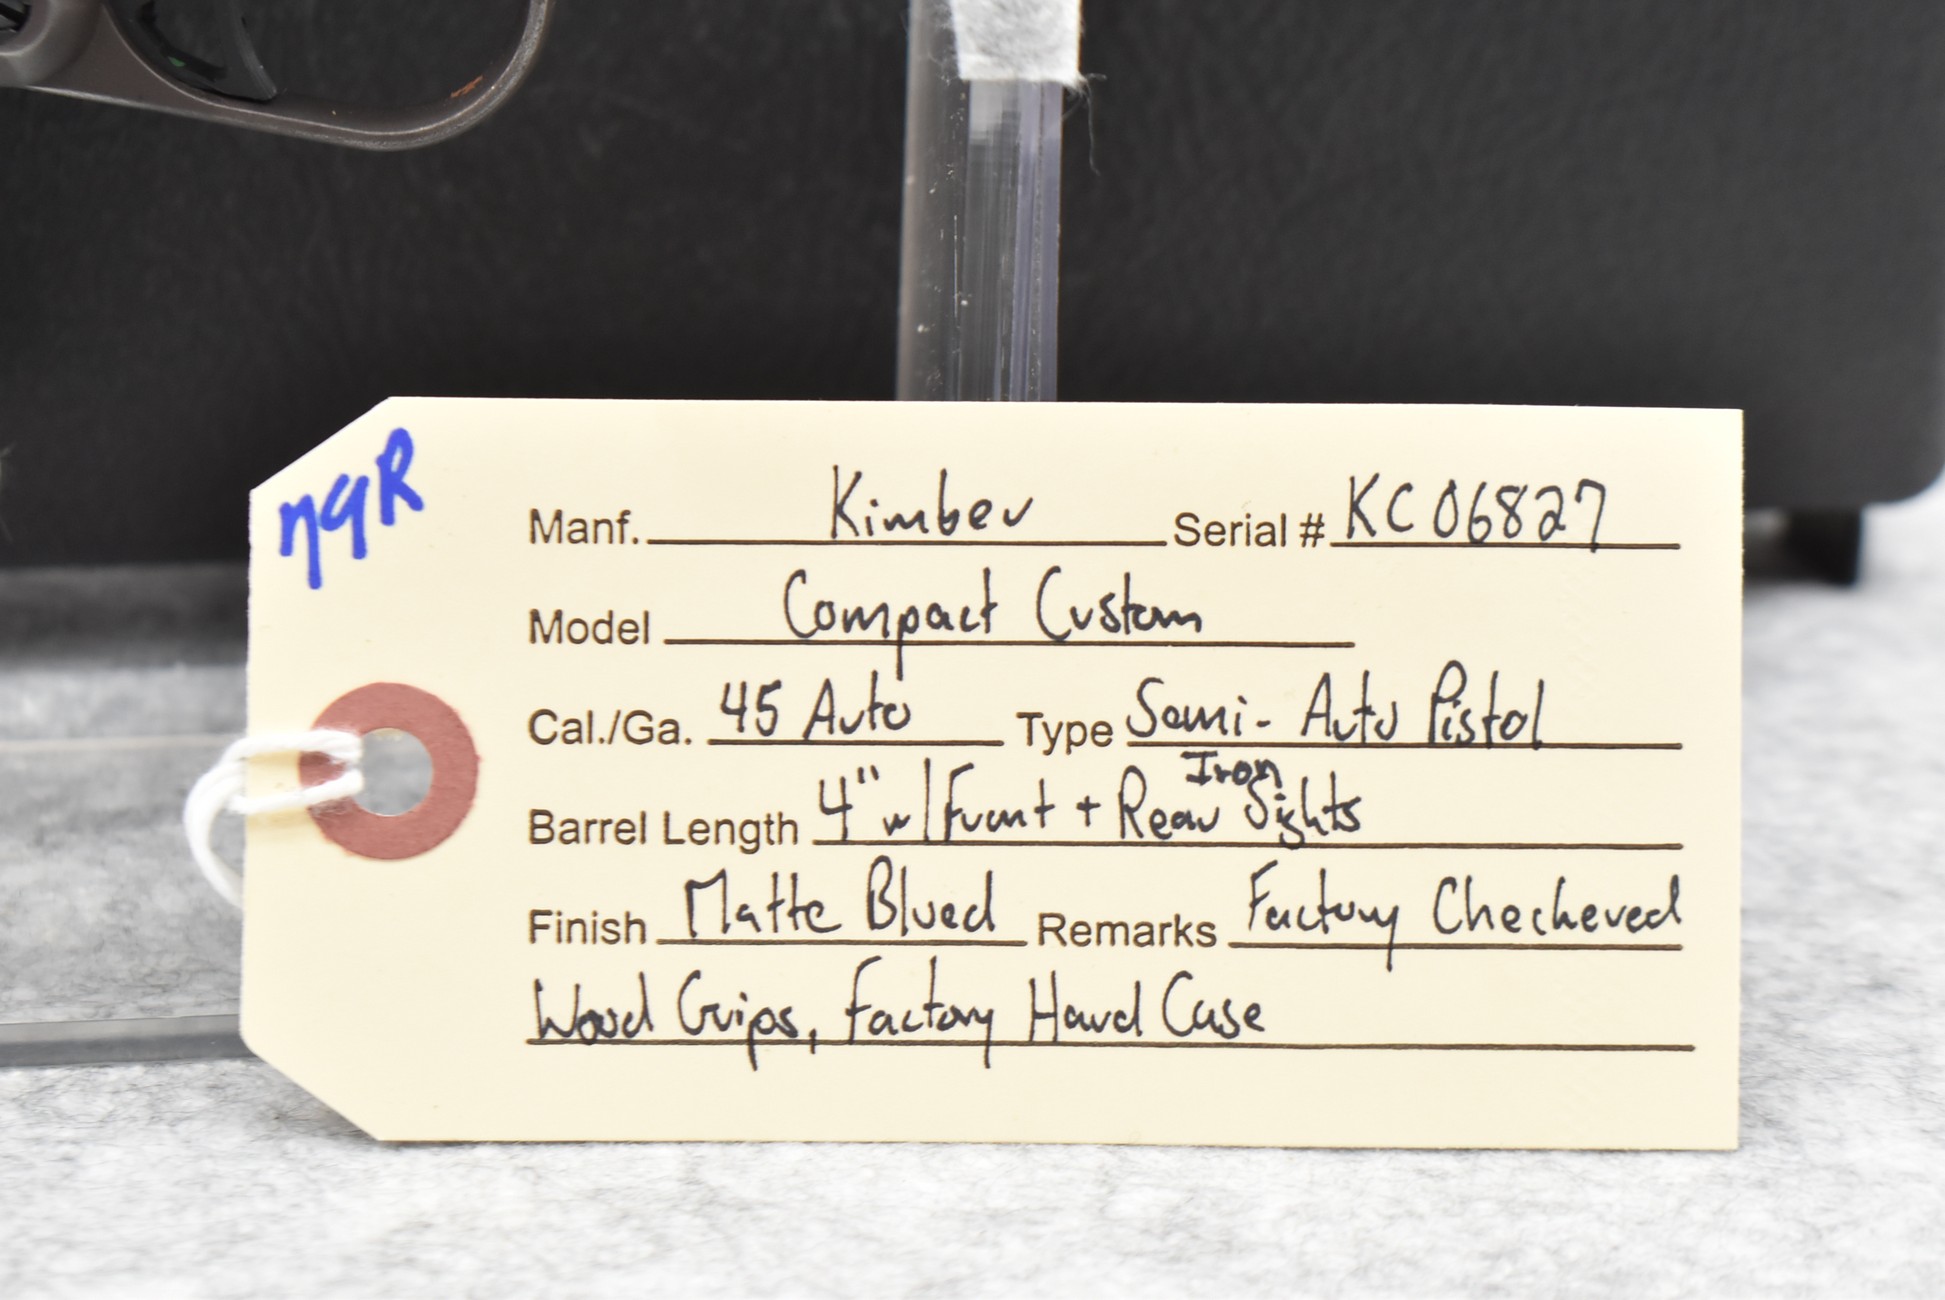 79R
Manf. Kimber Serial # KC06827
Model Compact Custom
Cal./Ga. 45 Auto Type Semi-Auto Pistol
Barrel Length 4" w/ Front + Rear Iron Sights
Finish Matte Blued Remarks Factory Checkered
Wood Grips, Factory Hard Case